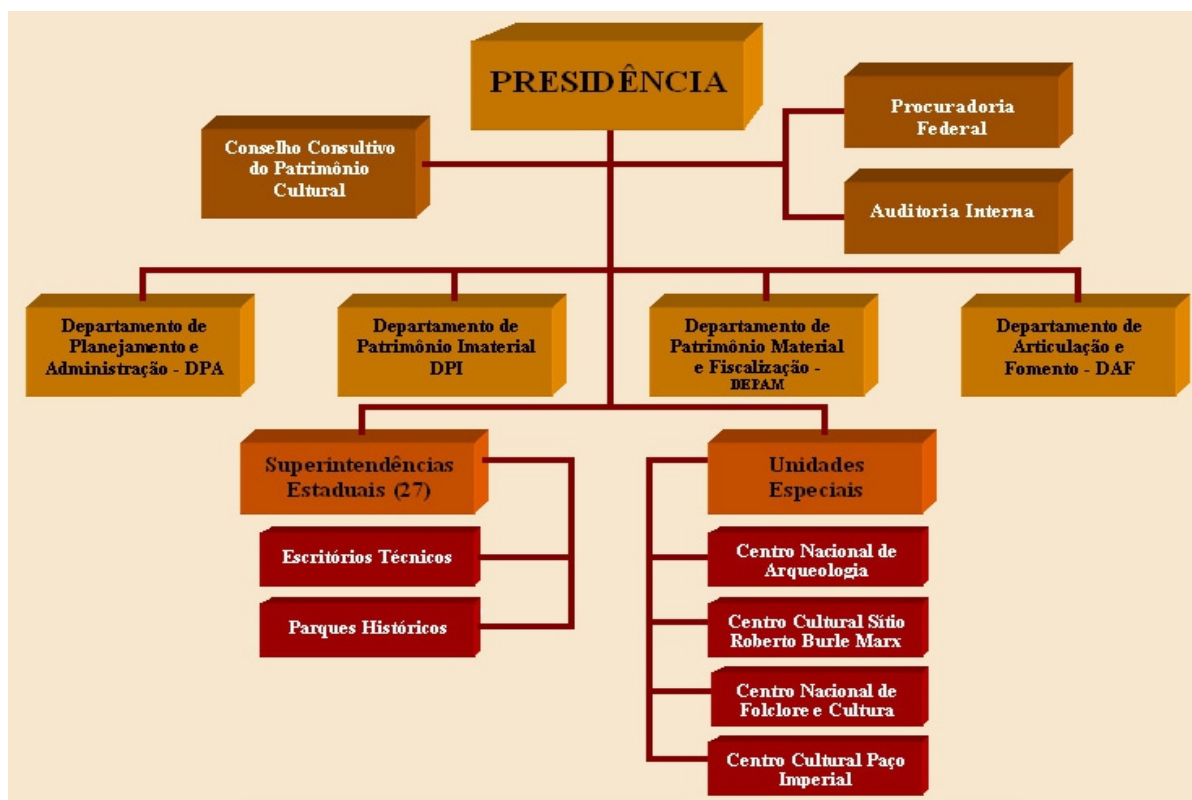 PRESIDÊNCIA
Conselho Consultivo
do Patrimônio
Cultural
Procuradoria
Federal
Auditoria Interna
Departamento de
Planejamento e
Administração - DPA
Departamento de
Patrimônio Imaterial
DPI
Departamento de
Patrimônio Material
e Fiscalização -
DEPAM
Departamento de
Articulação e
Fomento - DAF
Superintendências
Estaduais (27)
Escritórios Técnicos
Parques Históricos
Unidades
Especiais
Centro Nacional de
Arqueologia
Centro Cultural Sítio
Roberto Burle Marx
Centro Nacional de
Folclore e Cultura
Centro Cultural Paço
Imperial